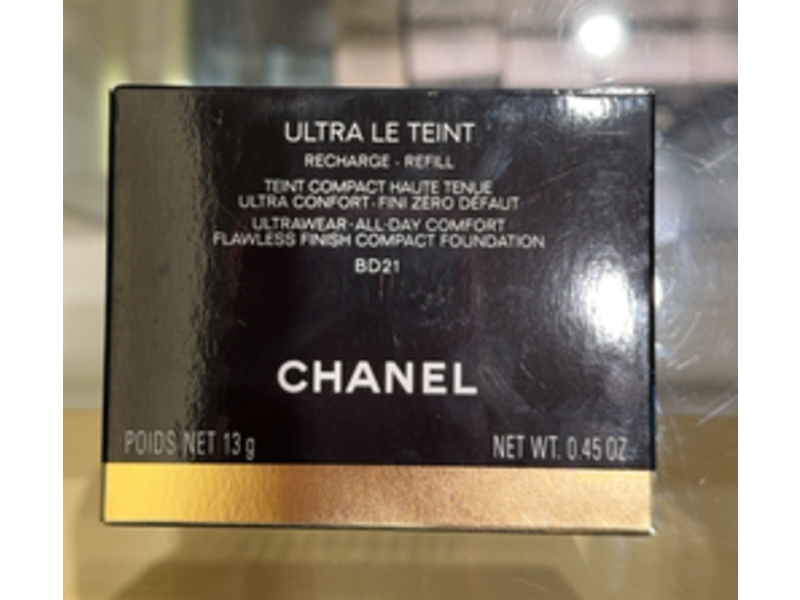 ULTRA LE TEINT
RECHARGE - REFILL
TEINT COMPACT HAUTE TENUE
ULTRA CONFORT · FINI ZÉRO DÉFAUT
ULTRAWEAR · ALL-DAY COMFORT
FLAWLESS FINISH COMPACT FOUNDATION
BD21
CHANEL
POIDS NET 13 g
NET WT. 0.45 OZ.